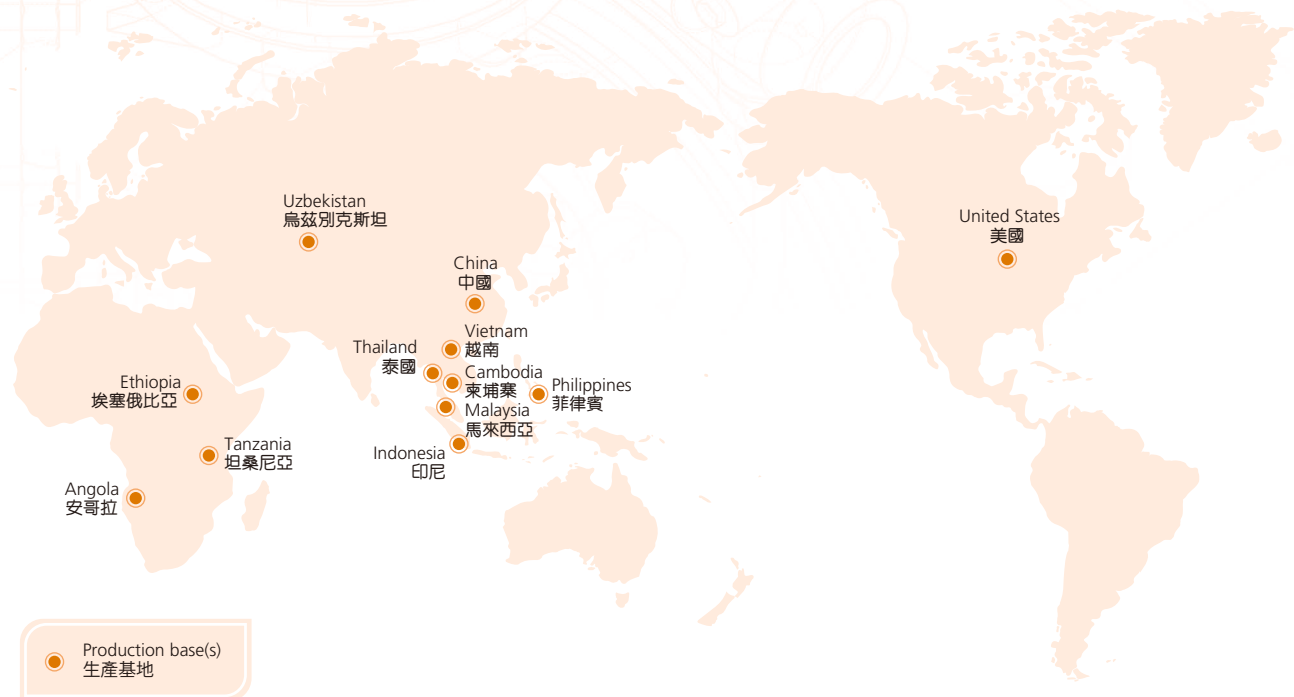 Uzbekistan
烏茲別克斯坦
United States
美國
China
中國
Vietnam
越南
Thailand
泰國
Cambodia
柬埔寨
Philippines
菲律賓
Malaysia
馬來西亞
Indonesia
印尼
Ethiopia
埃塞俄比亞
Tanzania
坦桑尼亞
Angola
安哥拉
Production base(s)
生產基地